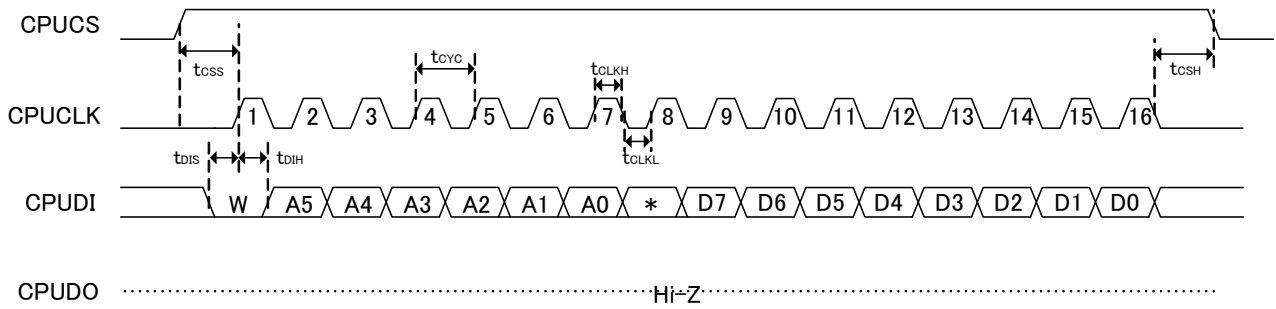 CPUCS
tCSS
tCYC
tCLKH
tCSH
CPUCLK
1 2 3 4 5 6 7 8 9 10 11 12 13 14 15 16
tDIS
tDIH
tCLKL
CPUDI
W A5 A4 A3 A2 A1 A0 * D7 D6 D5 D4 D3 D2 D1 D0
CPUDO
Hi-Z